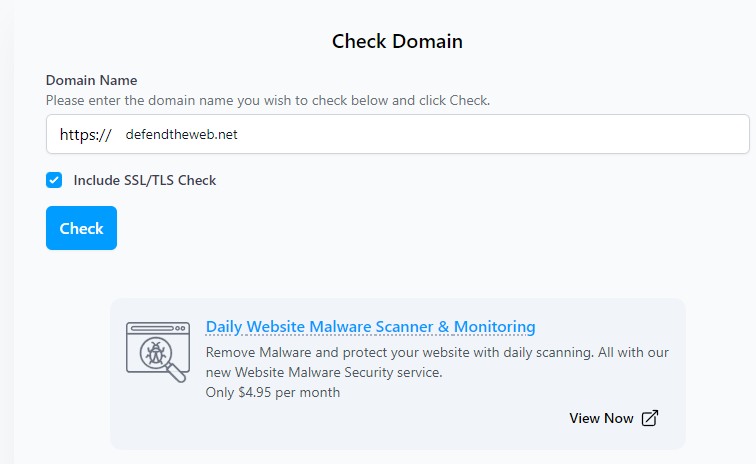 Check Domain
Domain Name
Please enter the domain name you wish to check below and click Check.
https:// defendtheweb.net
Include SSL/TLS Check
Check
Daily Website Malware Scanner & Monitoring
Remove Malware and protect your website with daily scanning. All with our
new Website Malware Security service.
Only $4.95 per month
View Now